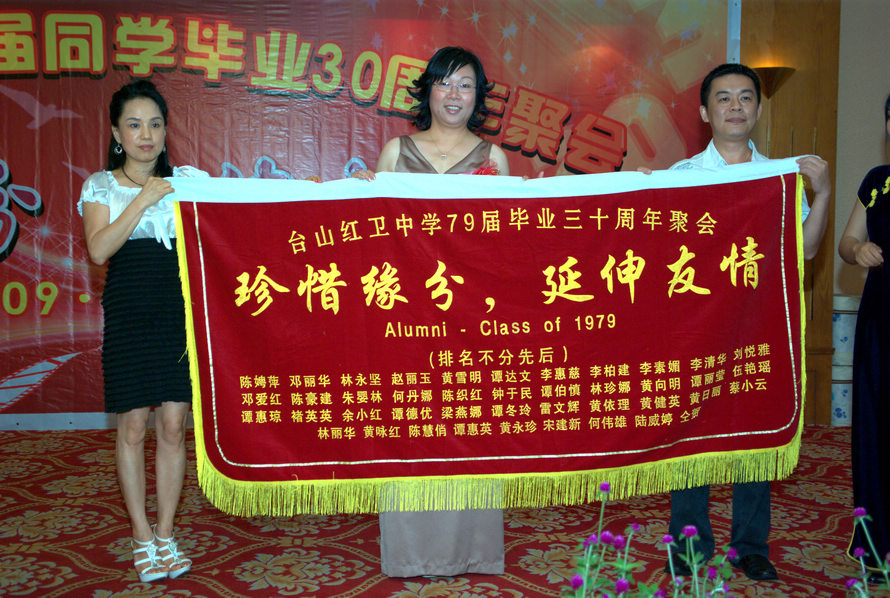 届同学毕业30周年聚会
09·
台山红卫中学79届毕业三十周年聚会
珍惜缘分，延伸友情
Alumni - Class of 1979
(排名不分先后)
陈娉萍 邓丽华 林永坚 赵丽玉 黄雪明 谭达文 李惠慈 李柏建 李素媚 李清华 刘悦雅
邓爱红 陈豪建 朱婴林 何丹娜 陈织红 钟于民 谭伯慎 林珍娜 黄向明 谭丽莹 伍艳瑶
谭惠琼 褚英英 余小红 谭德优 梁燕娜 谭冬玲 雷文辉 黄依理 黄健英 黄日丽 蔡小云
林丽华 黄咏红 陈慧俏 谭惠英 黄永珍 宋建新 何伟雄 陆威婷 仝